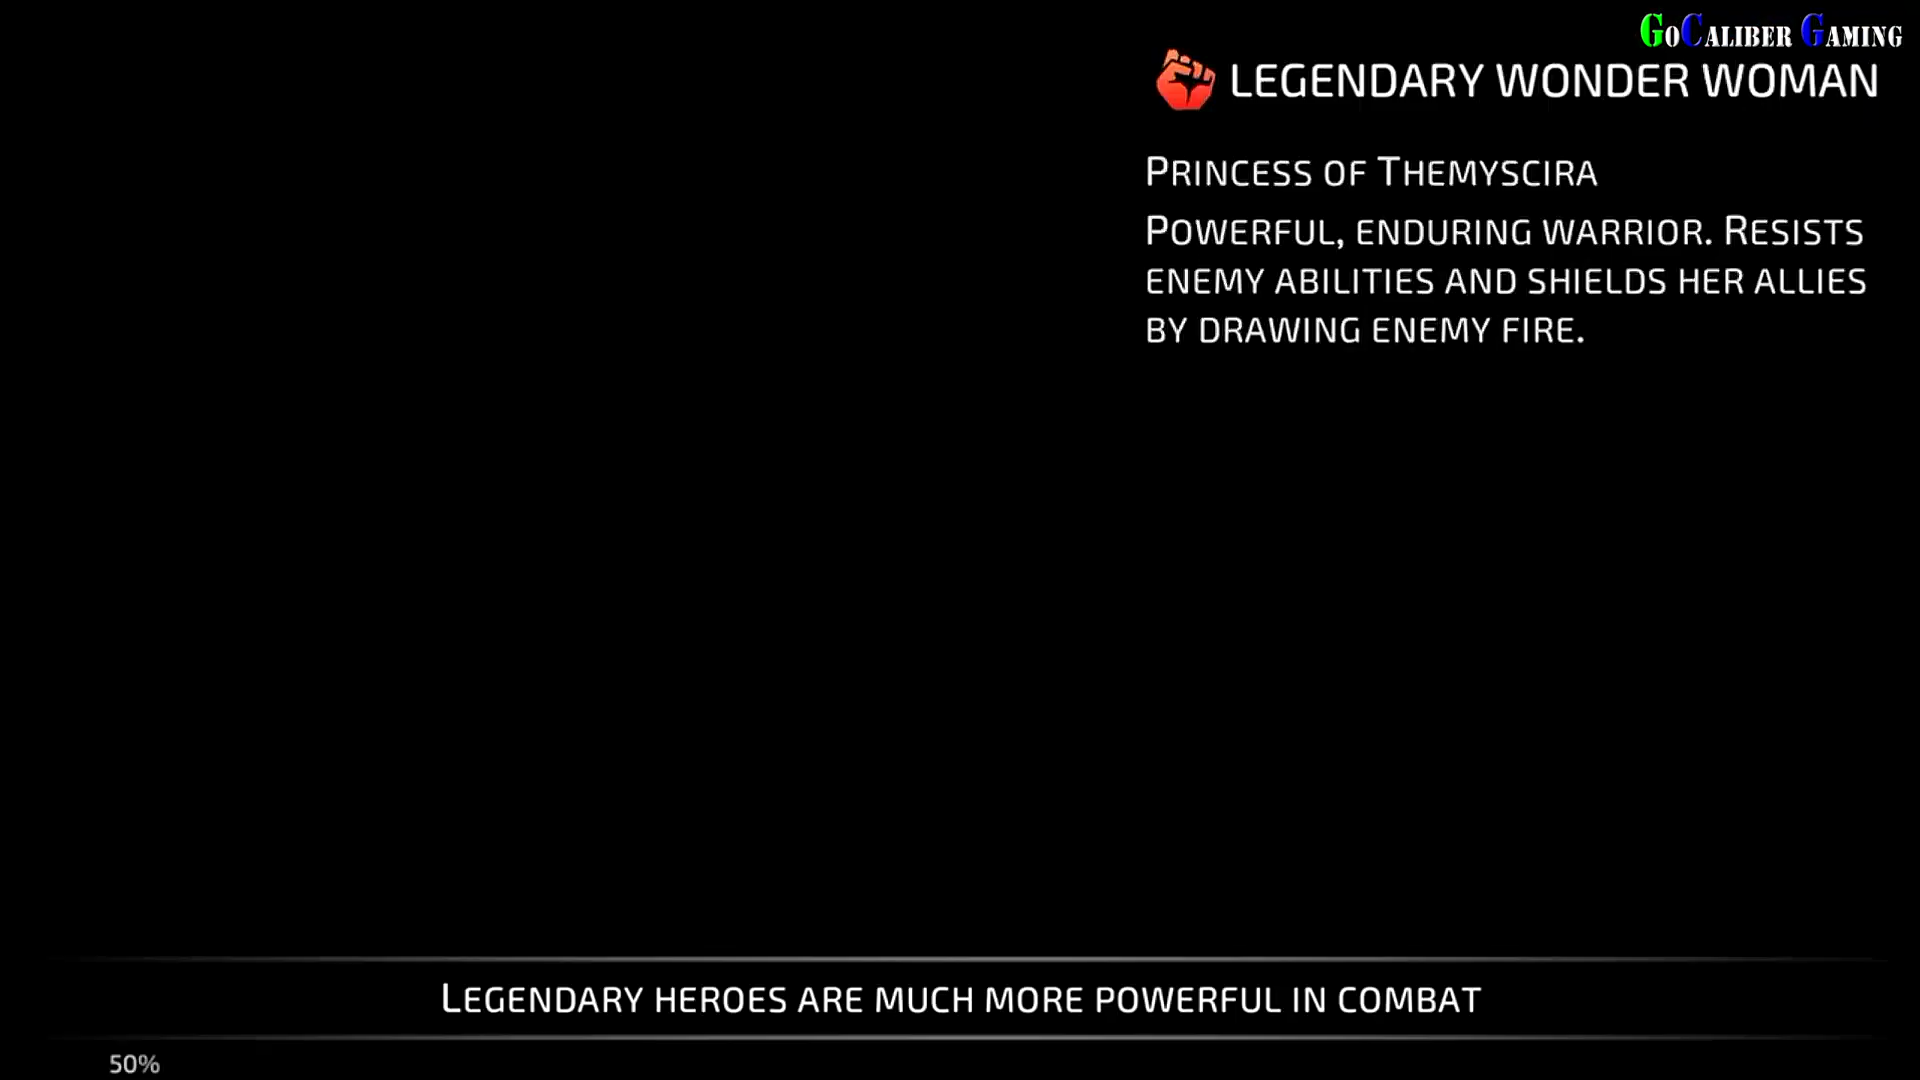 GoCaliber Gaming
LEGENDARY WONDER WOMAN
Princess of Themyscira
Powerful, enduring warrior. Resists
enemy abilities and shields her allies
by drawing enemy fire.
Legendary heroes are much more powerful in combat
50%